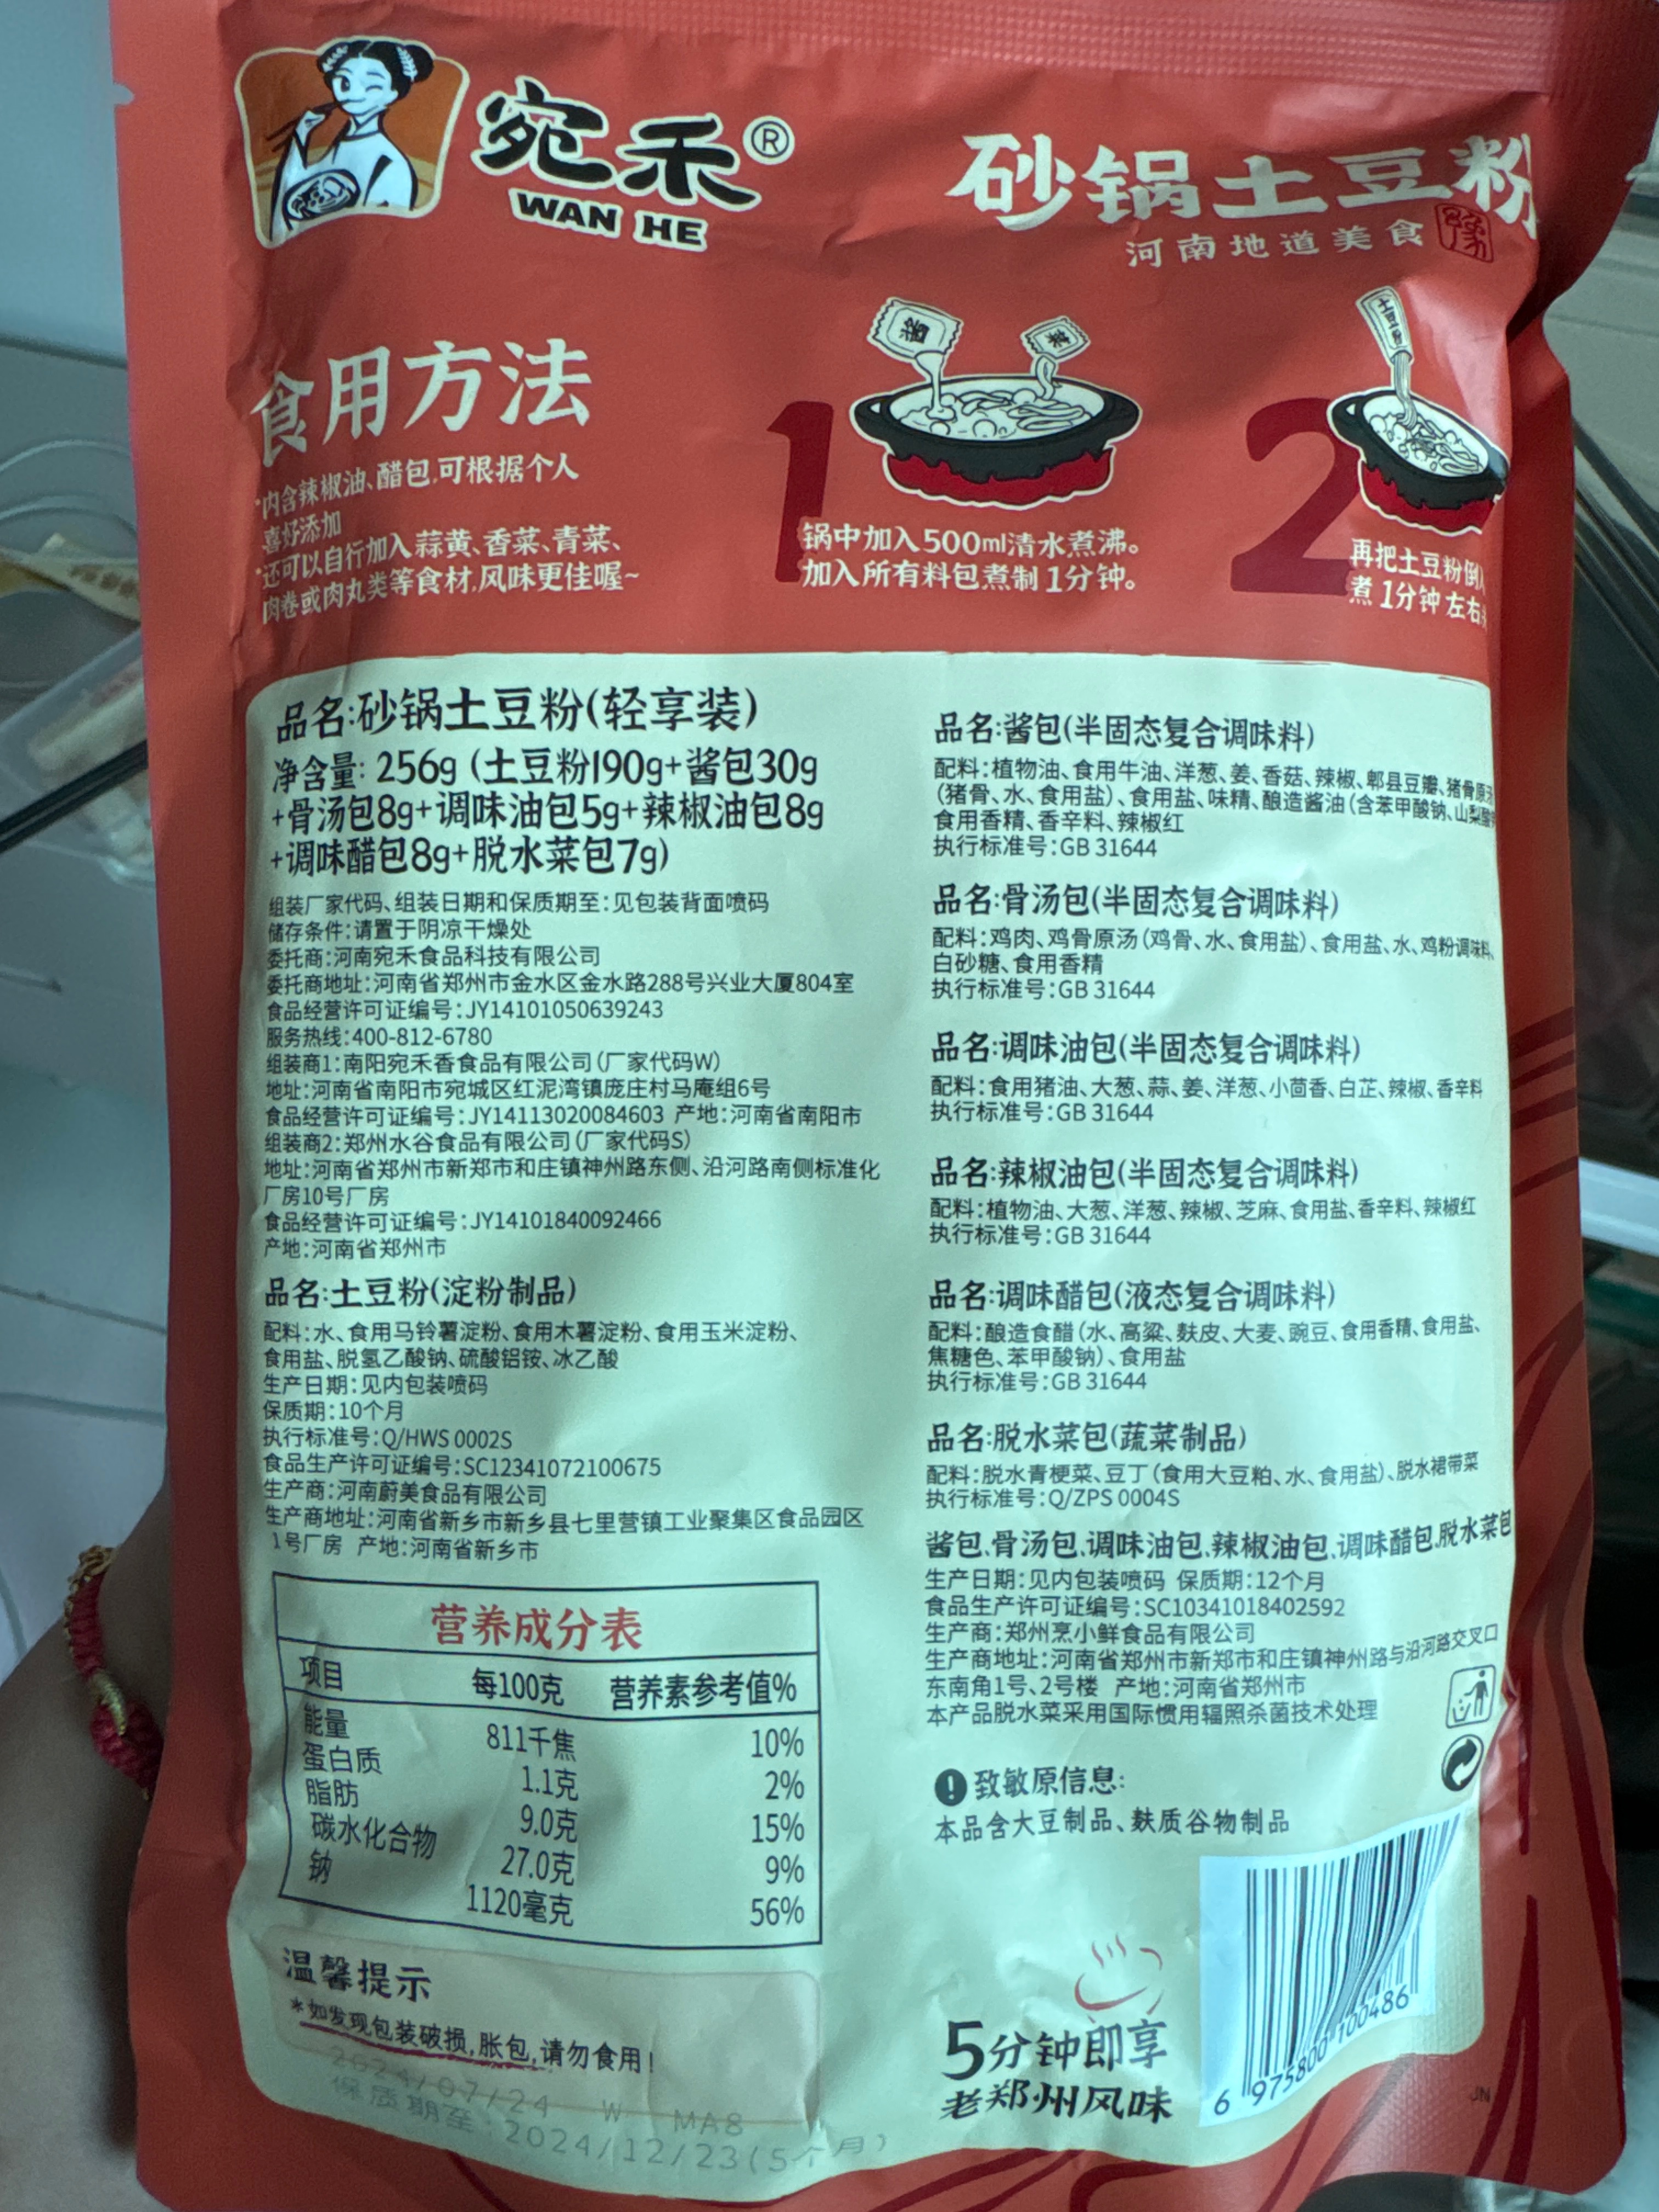 宛禾®
WAN HE
砂锅土豆粉
河南地道美食
豫
食用方法
*内含辣椒油、醋包,可根据个人
喜好添加
*还可以自行加入蒜黄、香菜、青菜、
肉卷或肉丸类等食材,风味更佳喔~
酱
料
1
锅中加入500ml清水煮沸。
加入所有料包煮制1分钟。
土豆粉
2
再把土豆粉倒
煮1分钟左右
品名:砂锅土豆粉(轻享装)
净含量: 256g (土豆粉190g+酱包30g
+骨汤包8g+调味油包5g+辣椒油包8g
+调味醋包8g+脱水菜包7g)
组装厂家代码、组装日期和保质期至:见包装背面喷码
储存条件:请置于阴凉干燥处
委托商:河南宛禾食品科技有限公司
委托商地址:河南省郑州市金水区金水路288号兴业大厦804室
食品经营许可证编号:JY14101050639243
服务热线:400-812-6780
组装商1:南阳宛禾香食品有限公司(厂家代码W)
地址:河南省南阳市宛城区红泥湾镇庞庄村马庵组6号
食品经营许可证编号:JY14113020084603 产地:河南省南阳市
组装商2:郑州水谷食品有限公司(厂家代码S)
地址:河南省郑州市新郑市和庄镇神州路东侧、沿河路南侧标准化
厂房10号厂房
食品经营许可证编号:JY14101840092466
产地:河南省郑州市
品名:土豆粉(淀粉制品)
配料:水、食用马铃薯淀粉、食用木薯淀粉、食用玉米淀粉、
食用盐、脱氢乙酸钠、硫酸铝铵、冰乙酸
生产日期:见内包装喷码
保质期:10个月
执行标准号:Q/HWS 0002S
食品生产许可证编号:SC12341072100675
生产商:河南蔚美食品有限公司
生产商地址:河南省新乡市新乡县七里营镇工业聚集区食品园区
1号厂房 产地:河南省新乡市
营养成分表
项目 每100克 营养素参考值%
能量 811千焦 10%
蛋白质 1.1克 2%
脂肪 9.0克 15%
碳水化合物 27.0克 9%
钠 1120毫克 56%
温馨提示
*如发现包装破损,胀包,请勿食用!
2024/07/24 W MA8
保质期至:2024/12/23(5个月)
品名:酱包(半固态复合调味料)
配料:植物油、食用牛油、洋葱、姜、香菇、辣椒、郫县豆瓣、猪骨原汤
(猪骨、水、食用盐)、食用盐、味精、酿造酱油(含苯甲酸钠、山梨酸
食用香精、香辛料、辣椒红
执行标准号:GB 31644
品名:骨汤包(半固态复合调味料)
配料:鸡肉、鸡骨原汤(鸡骨、水、食用盐)、食用盐、水、鸡粉调味料、
白砂糖、食用香精
执行标准号:GB 31644
品名:调味油包(半固态复合调味料)
配料:食用猪油、大葱、蒜、姜、洋葱、小茴香、白芷、辣椒、香辛料
执行标准号:GB 31644
品名:辣椒油包(半固态复合调味料)
配料:植物油、大葱、洋葱、辣椒、芝麻、食用盐、香辛料、辣椒红
执行标准号:GB 31644
品名:调味醋包(液态复合调味料)
配料:酿造食醋(水、高粱、麸皮、大麦、豌豆、食用香精、食用盐、
焦糖色、苯甲酸钠)、食用盐
执行标准号:GB 31644
品名:脱水菜包(蔬菜制品)
配料:脱水青梗菜、豆丁(食用大豆粕、水、食用盐)、脱水裙带菜
执行标准号:Q/ZPS 0004S
酱包、骨汤包、调味油包、辣椒油包、调味醋包、脱水菜包
生产日期:见内包装喷码 保质期:12个月
食品生产许可证编号:SC10341018402592
生产商:郑州烹小鲜食品有限公司
生产商地址:河南省郑州市新郑市和庄镇神州路与沿河路交叉口
东南角1号、2号楼 产地:河南省郑州市
本产品脱水菜采用国际惯用辐照杀菌技术处理
! 致敏原信息:
本品含大豆制品、麸质谷物制品
5分钟即享
老郑州风味
6 975800 100486
JN